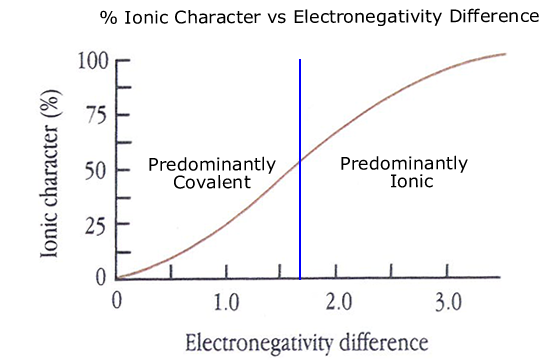 % Ionic Character vs Electronegativity Difference
Ionic character (%)
100
75
50
25
0
Predominantly
Covalent
Predominantly
Ionic
0 1.0 2.0 3.0
Electronegativity difference